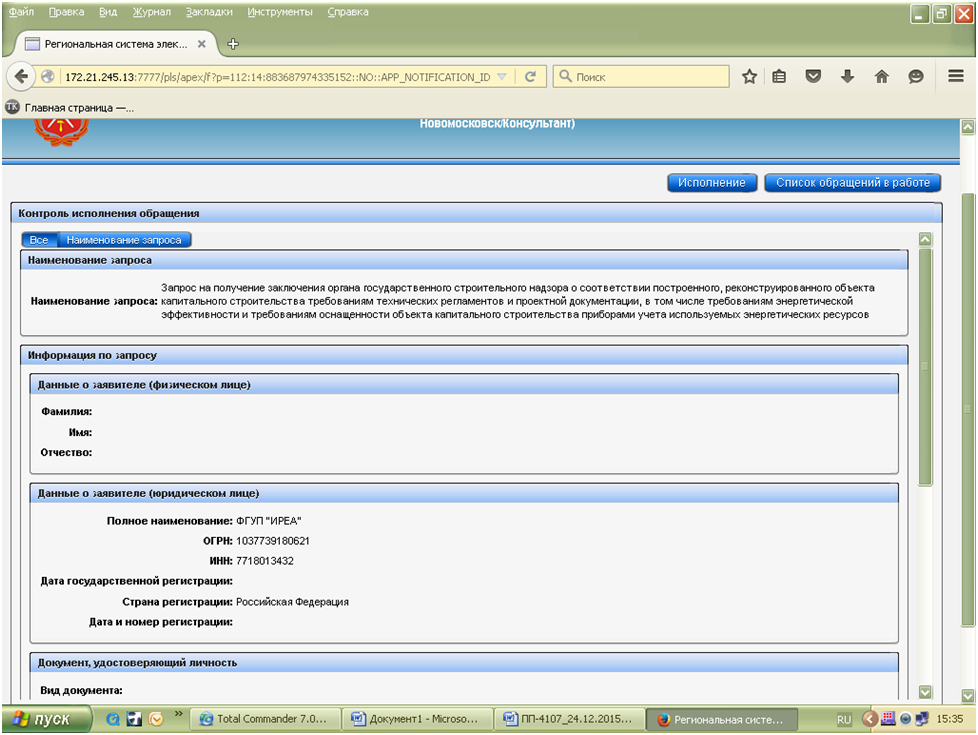 Файл Правка Вид Журнал Закладки Инструменты Справка
Региональная система элек...
172.21.245.13:7777/pls/apex/f?p=112:14:883687974335152::NO::APP_NOTIFICATION_ID
Поиск
Главная страница —...
Новомосковск/Консультант)
Исполнение Список обращений в работе
Контроль исполнения обращения
Все Наименование запроса
Наименование запроса
Наименование запроса: Запрос на получение заключения органа государственного строительного надзора о соответствии построенного, реконструированного объекта
капитального строительства требованиям технических регламентов и проектной документации, в том числе требованиям энергетической
эффективности и требованиям оснащенности объекта капитального строительства приборами учета используемых энергетических ресурсов
Информация по запросу
Данные о заявителе (физическом лице)
Фамилия:
Имя:
Отчество:
Данные о заявителе (юридическом лице)
Полное наименование: ФГУП "ИРЕА"
ОГРН: 1037739180621
ИНН: 7718013432
Дата государственной регистрации:
Страна регистрации: Российская Федерация
Дата и номер регистрации:
Документ, удостоверяющий личность
Вид документа:
пуск » Total Commander 7.0... Документ1 - Microso... ПП-4107_24.12.2015... Региональная систе... RU 15:35